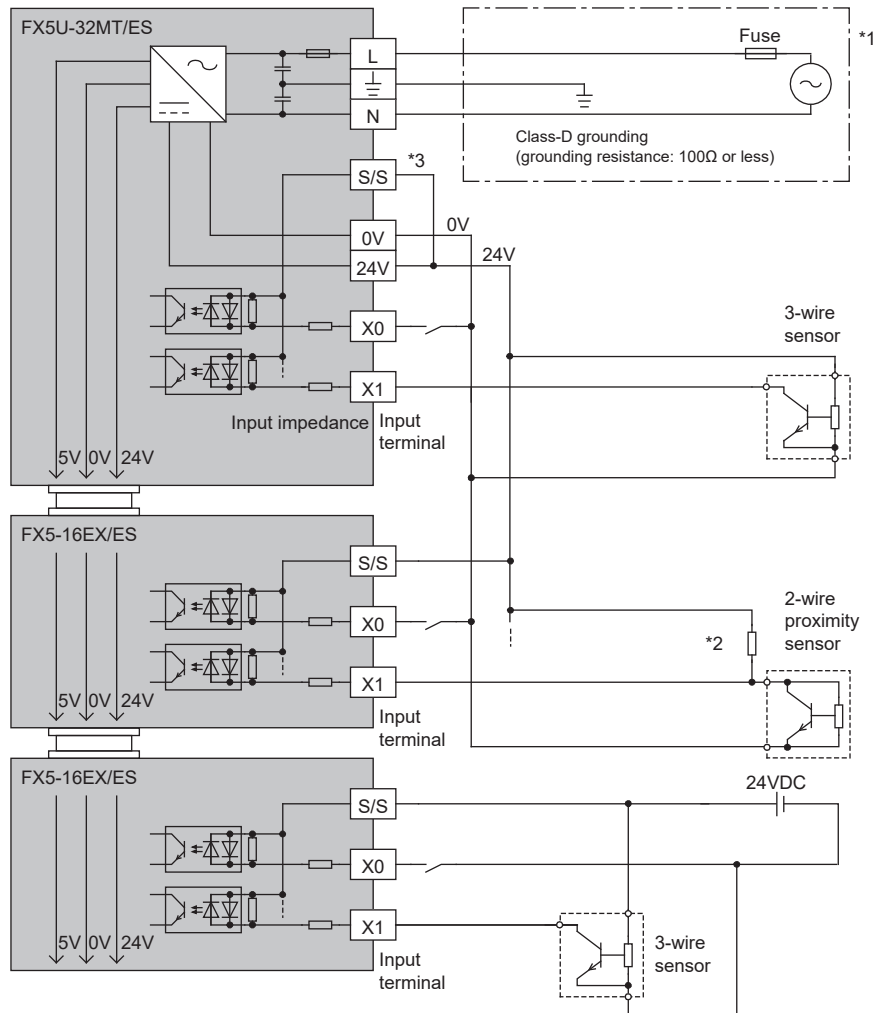 FX5U-32MT/ES
L
N
Fuse
*1
Class-D grounding
(grounding resistance: 100Ω or less)
S/S
*3
0V
0V
24V
24V
X0
X1
3-wire
sensor
Input impedance
Input
terminal
5V 0V 24V
FX5-16EX/ES
S/S
X0
X1
*2
2-wire
proximity
sensor
5V 0V 24V
Input
terminal
FX5-16EX/ES
24VDC
S/S
X0
X1
3-wire
sensor
5V 0V 24V
Input
terminal